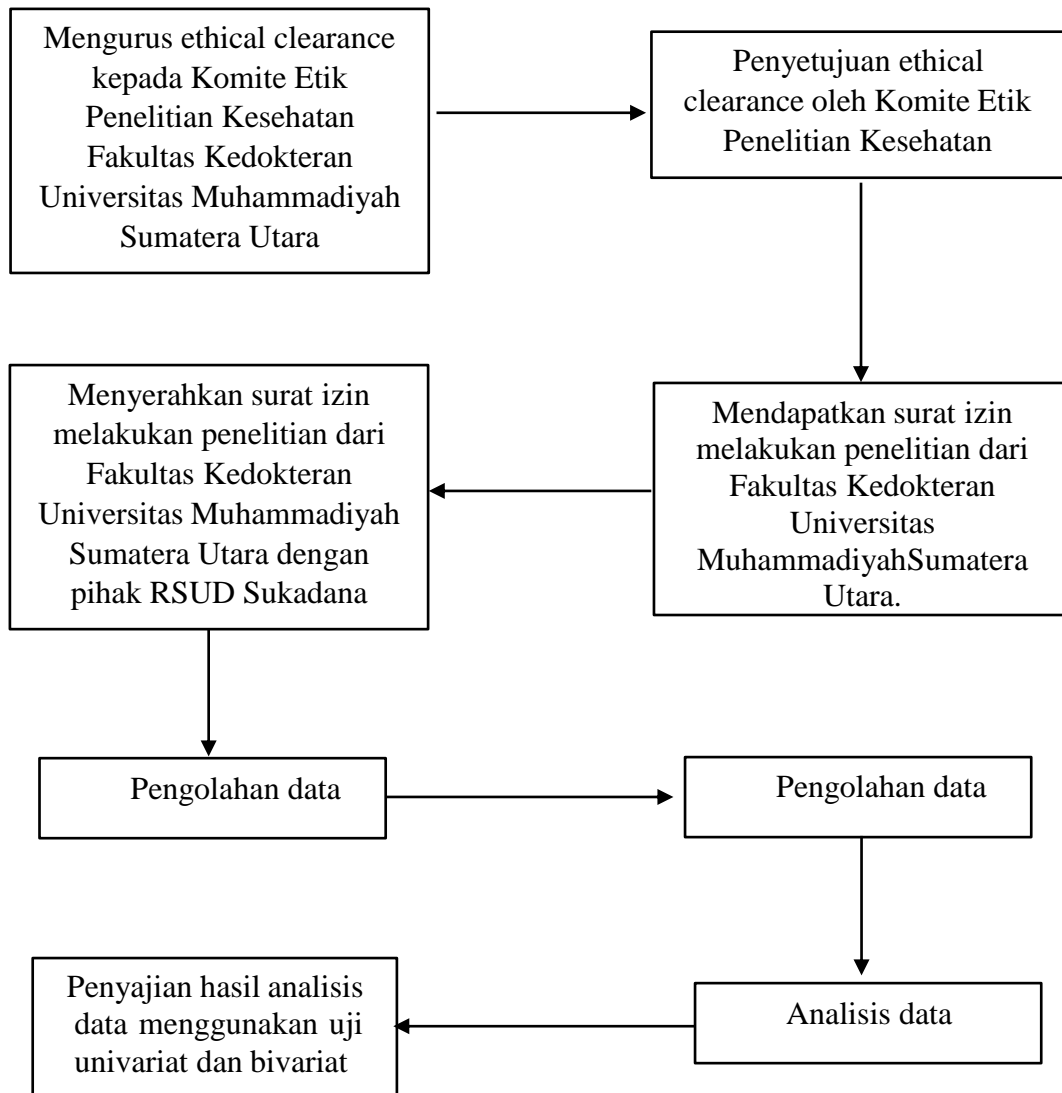 Mengurus ethical clearance
kepada Komite Etik
Penelitian Kesehatan
Fakultas Kedokteran
Universitas Muhammadiyah
Sumatera Utara
Penyetujuan ethical
clearance oleh Komite Etik
Penelitian Kesehatan
Mendapatkan surat izin
melakukan penelitian dari
Fakultas Kedokteran
Universitas
MuhammadiyahSumatera
Utara.
Menyerahkan surat izin
melakukan penelitian dari
Fakultas Kedokteran
Universitas Muhammadiyah
Sumatera Utara dengan
pihak RSUD Sukadana
Pengolahan data
Pengolahan data
Analisis data
Penyajian hasil analisis
data menggunakan uji
univariat dan bivariat